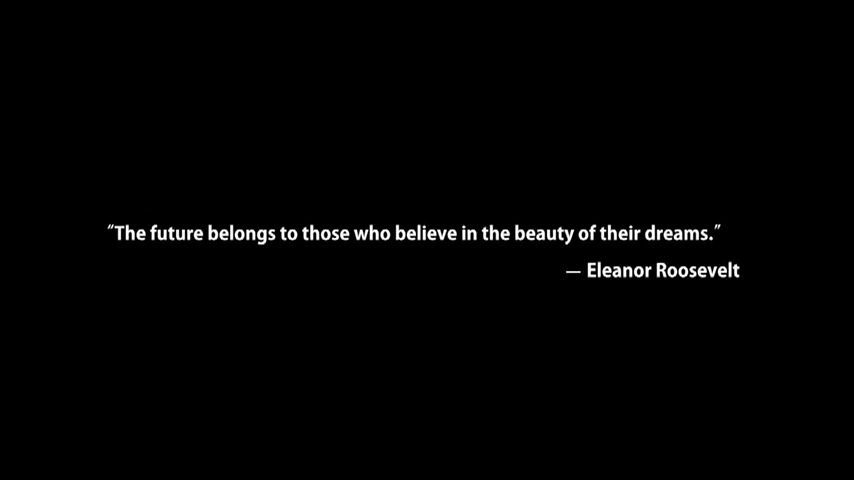 “The future belongs to those who believe in the beauty of their dreams.”
— Eleanor Roosevelt